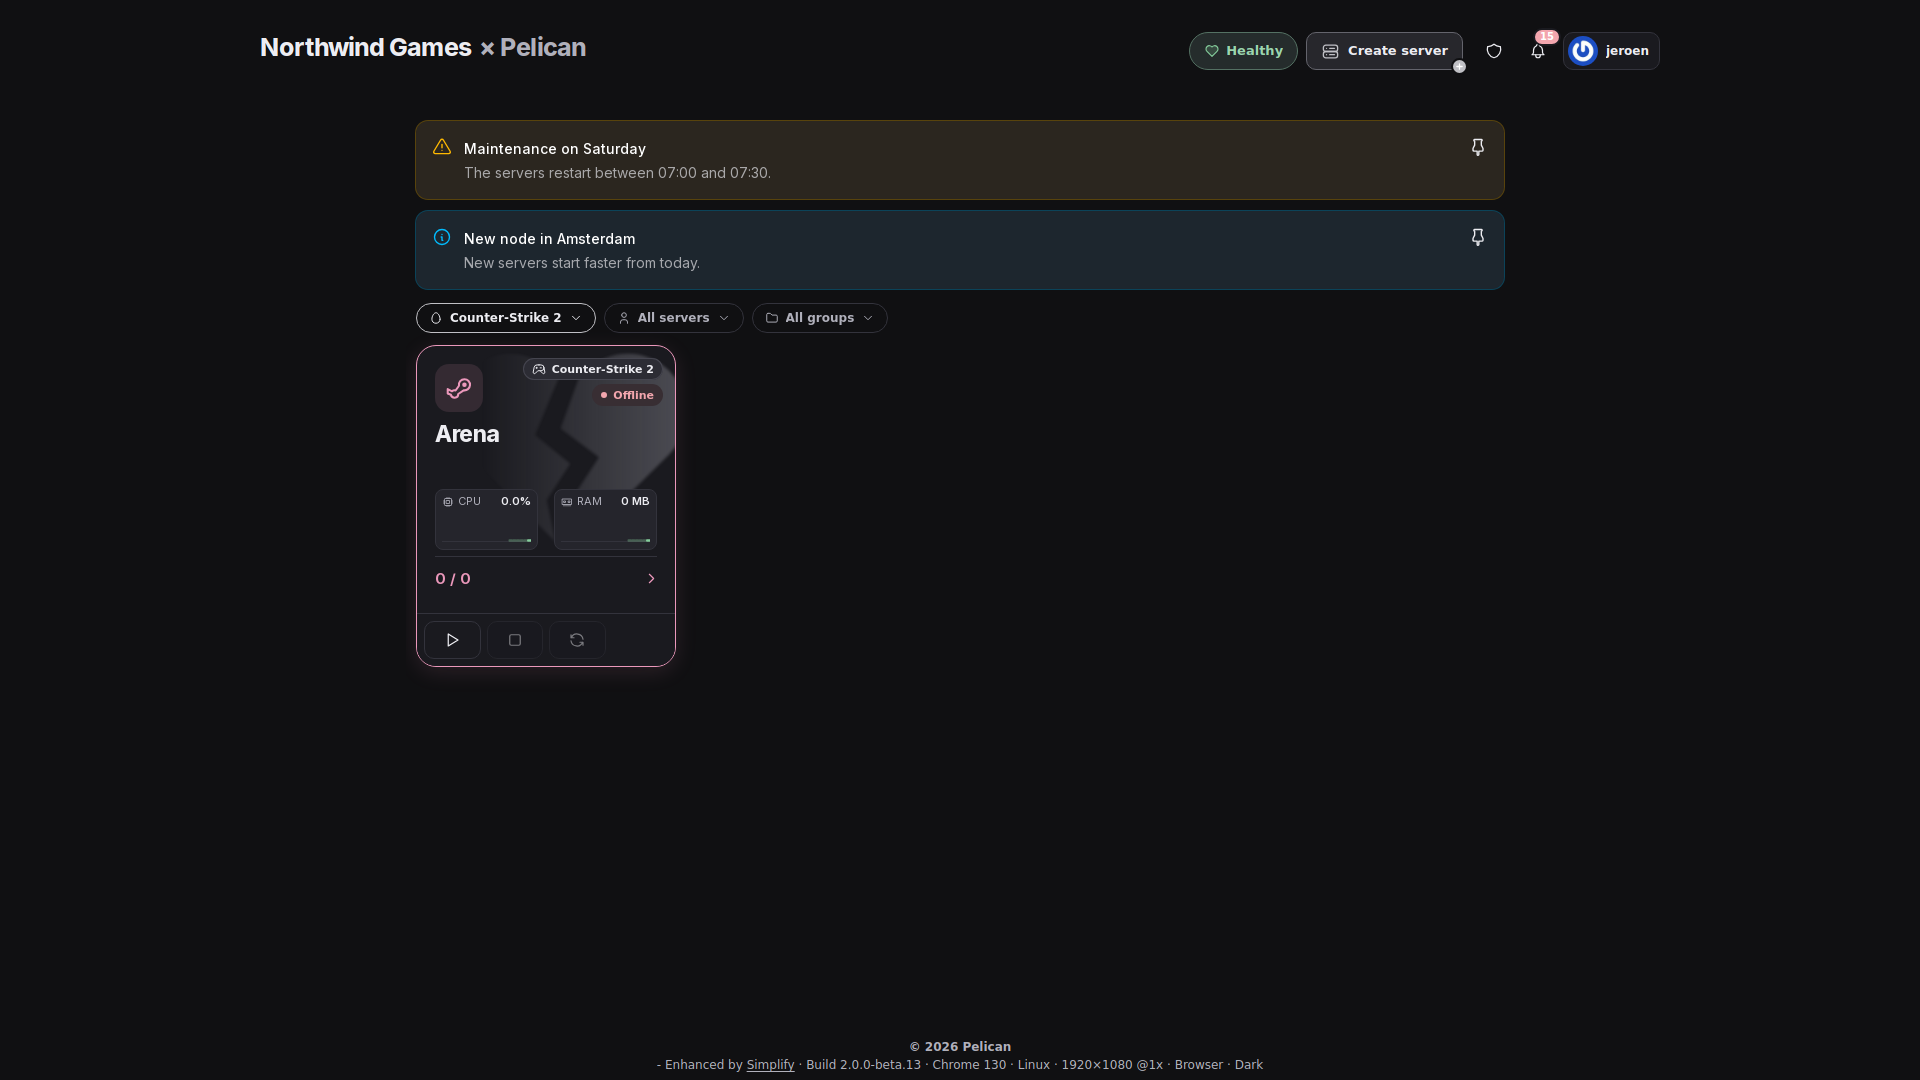 Northwind Games × Pelican
Healthy
Create server
15
jeroen
Maintenance on Saturday
The servers restart between 07:00 and 07:30.
New node in Amsterdam
New servers start faster from today.
Counter-Strike 2
All servers
All groups
Counter-Strike 2
Offline
Arena
CPU 0.0%
RAM 0 MB
0 / 0
© 2026 Pelican
- Enhanced by Simplify · Build 2.0.0-beta.13 · Chrome 130 · Linux · 1920×1080 @1x · Browser · Dark